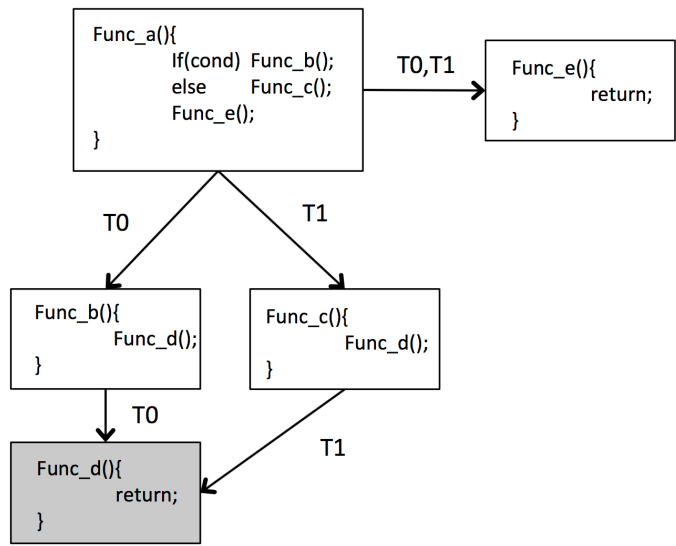 Func_a(){
If(cond) Func_b();
else Func_c();
Func_e();
}
T0,T1
Func_e(){
return;
}
T0
T1
Func_b(){
Func_d();
}
Func_c(){
Func_d();
}
T0
T1
Func_d(){
return;
}